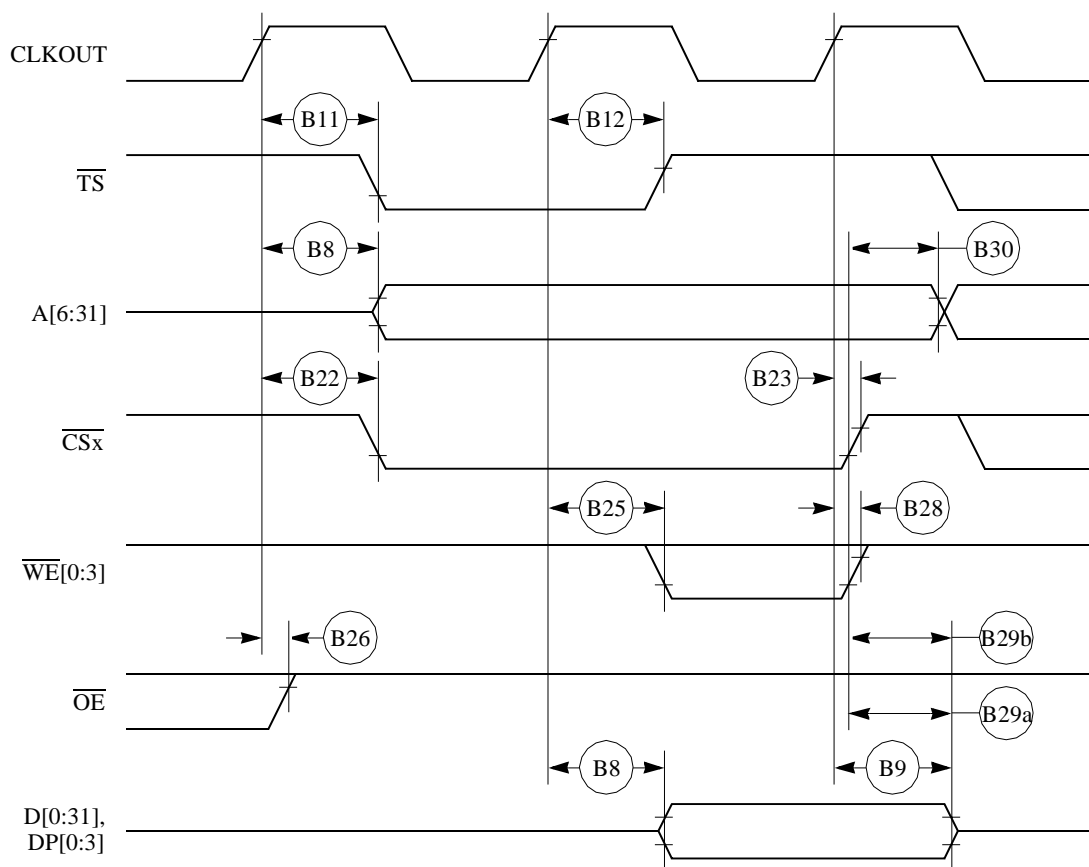 CLKOUT
B11
B12
TS
B8
B30
A[6:31]
B22
B23
CSx
B25
B28
WE[0:3]
B26
B29b
OE
B29a
B8
B9
D[0:31],
DP[0:3]